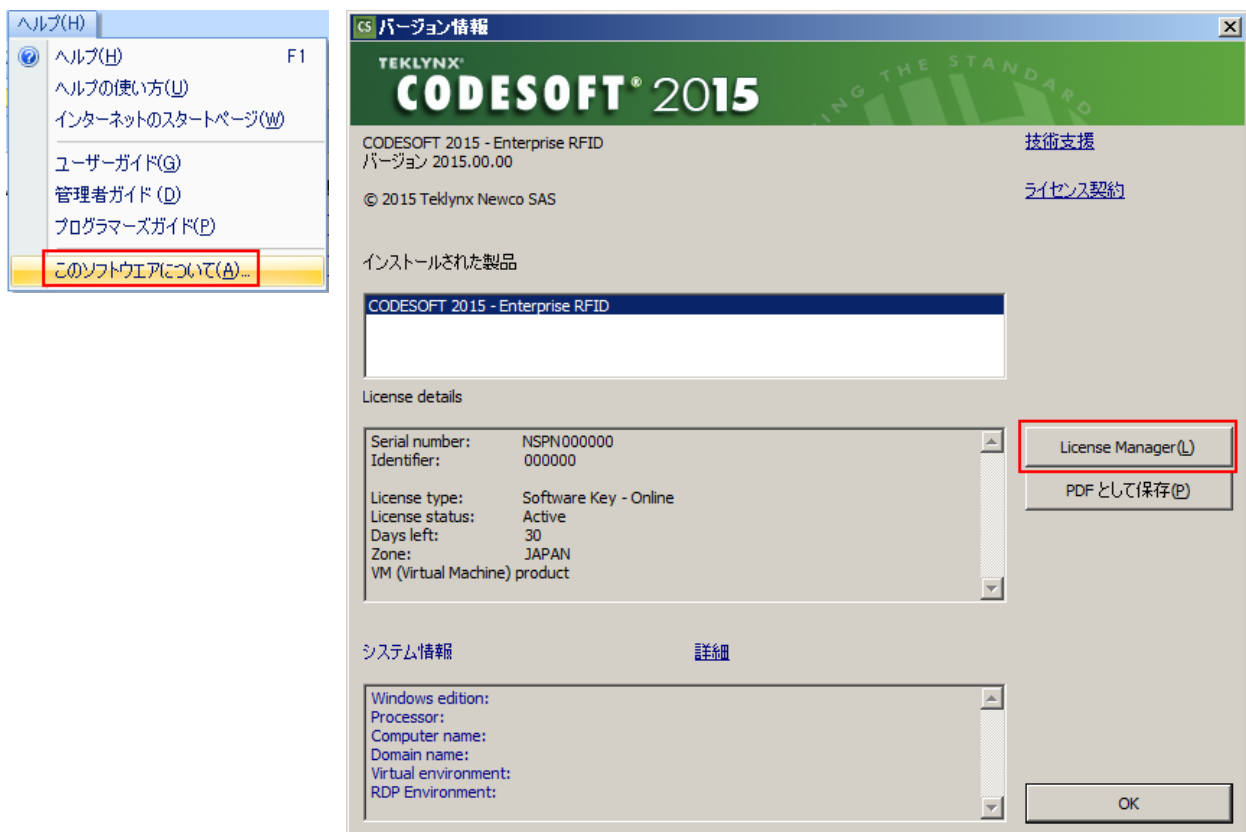 ヘルプ(H)
ヘルプ(H) F1
ヘルプの使い方(U)
インターネットのスタートページ(W)
ユーザーガイド(G)
管理者ガイド (D)
プログラマーズガイド(P)
このソフトウエアについて(A)...
CS バージョン情報
TEKLYNX®
CODESOFT® 2015
ING THE STANDARD
CODESOFT 2015 - Enterprise RFID
バージョン 2015.00.00
© 2015 Teklynx Newco SAS
技術支援
ライセンス契約
インストールされた製品
CODESOFT 2015 - Enterprise RFID
License details
Serial number: NSPN000000
Identifier: 000000
License type: Software Key - Online
License status: Active
Days left: 30
Zone: JAPAN
VM (Virtual Machine) product
License Manager(L)
PDF として保存(P)
システム情報 詳細
Windows edition:
Processor:
Computer name:
Domain name:
Virtual environment:
RDP Environment:
OK